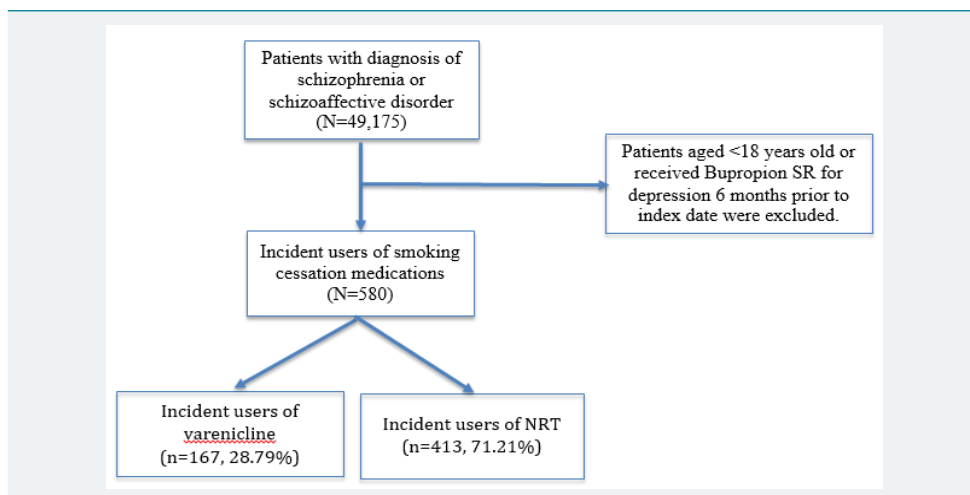 Patients with diagnosis of
schizophrenia or
schizoaffective disorder
(N=49,175)
Patients aged <18 years old or
received Bupropion SR for
depression 6 months prior to
index date were excluded.
Incident users of smoking
cessation medications
(N=580)
Incident users of
varenicline
(n=167, 28.79%)
Incident users of NRT
(n=413, 71.21%)